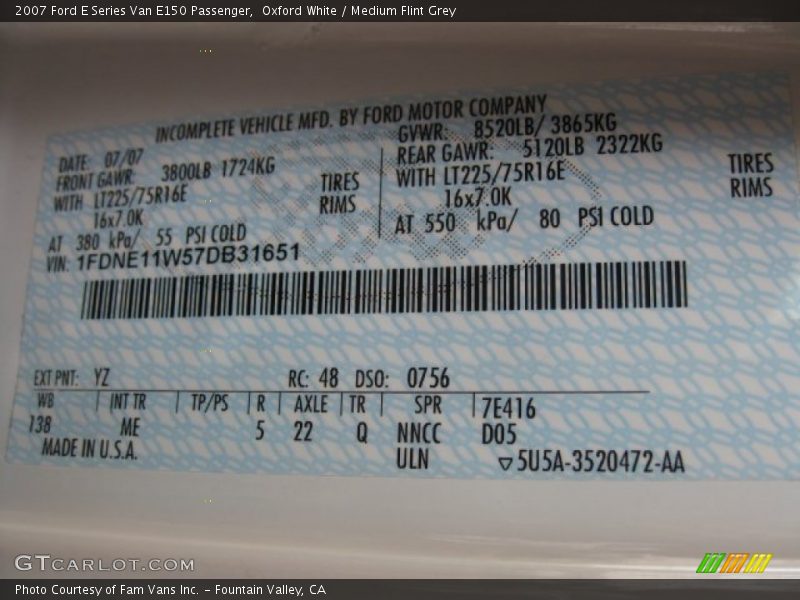 2007 Ford E Series Van E150 Passenger,  Oxford White / Medium Flint Grey
INCOMPLETE VEHICLE MFD. BY FORD MOTOR COMPANY
DATE: 07/07
GVWR: 8520LB/ 3865KG
FRONT GAWR: 3800LB 1724KG
REAR GAWR: 5120LB 2322KG
WITH LT225/75R16E TIRES
WITH LT225/75R16E TIRES
16x7.0K RIMS
16x7.0K RIMS
AT 380 kPa/ 55 PSI COLD
AT 550 kPa/ 80 PSI COLD
VIN: 1FDNE11W57DB31651
EXT PNT: YZ RC: 48 DSO: 0756
WB | INT TR | TP/PS | R | AXLE | TR | SPR | 7E416
138 ME 5 22 Q NNCC D05
MADE IN U.S.A. ULN ▽5U5A-3520472-AA
GTCARLOT.COM
Photo Courtesy of Fam Vans Inc. - Fountain Valley, CA